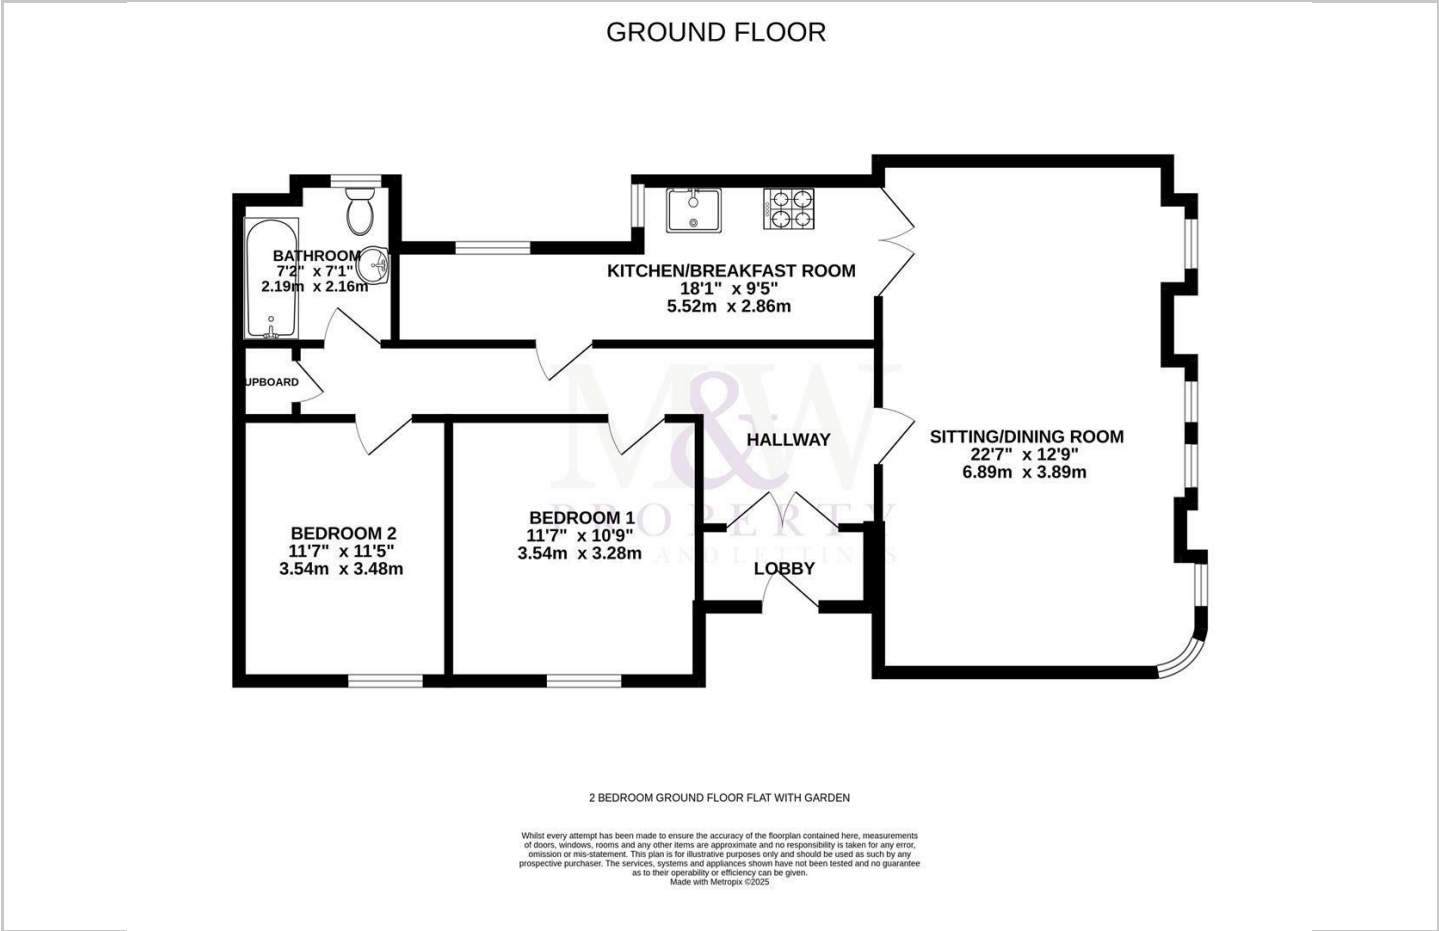 GROUND FLOOR
BATHROOM
7'2" x 7'1"
2.19m x 2.16m
KITCHEN/BREAKFAST ROOM
18'1" x 9'5"
5.52m x 2.86m
UPBOARD
HALLWAY
SITTING/DINING ROOM
22'7" x 12'9"
6.89m x 3.89m
BEDROOM 2
11'7" x 11'5"
3.54m x 3.48m
BEDROOM 1
11'7" x 10'9"
3.54m x 3.28m
LOBBY
M&W
PROPERTY
AND LETTINGS
2 BEDROOM GROUND FLOOR FLAT WITH GARDEN
Whilst every attempt has been made to ensure the accuracy of the floorplan contained here, measurements
of doors, windows, rooms and any other items are approximate and no responsibility is taken for any error,
omission or mis-statement. This plan is for illustrative purposes only and should be used as such by any
prospective purchaser. The services, systems and appliances shown have not been tested and no guarantee
as to their operability or efficiency can be given.
Made with Metropix ©2025